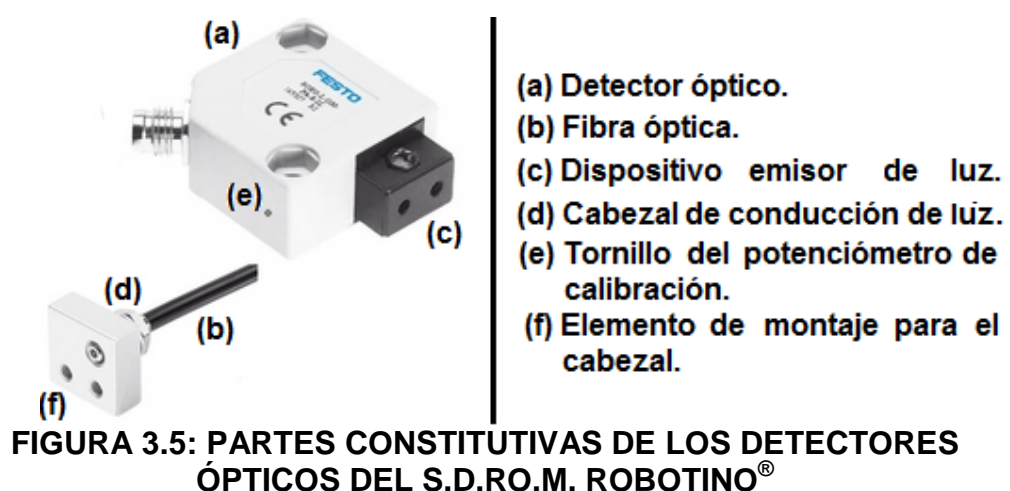 (a)
FESTO
CE
(e)
(c)
(d)
(b)
(f)
(a) Detector óptico.
(b) Fibra óptica.
(c) Dispositivo emisor de luz.
(d) Cabezal de conducción de luz.
(e) Tornillo del potenciómetro de
calibración.
(f) Elemento de montaje para el
cabezal.
FIGURA 3.5: PARTES CONSTITUTIVAS DE LOS DETECTORES
ÓPTICOS DEL S.D.RO.M. ROBOTINO®